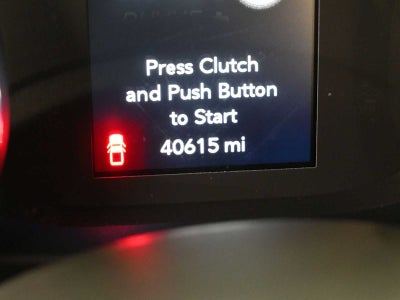 Press Clutch
and Push Button
to Start
40615 mi